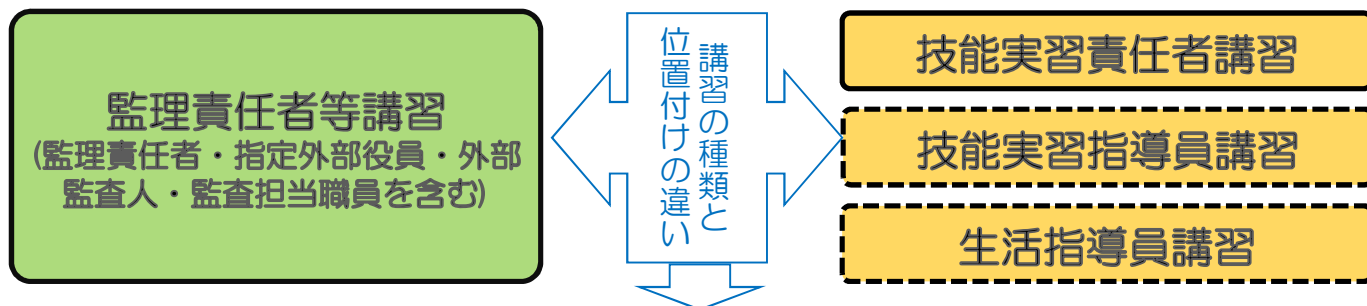 監理責任者等講習
(監理責任者・指定外部役員・外部
監査人・監査担当職員を含む)
講習の種類と
位置付けの違い
技能実習責任者講習
技能実習指導員講習
生活指導員講習